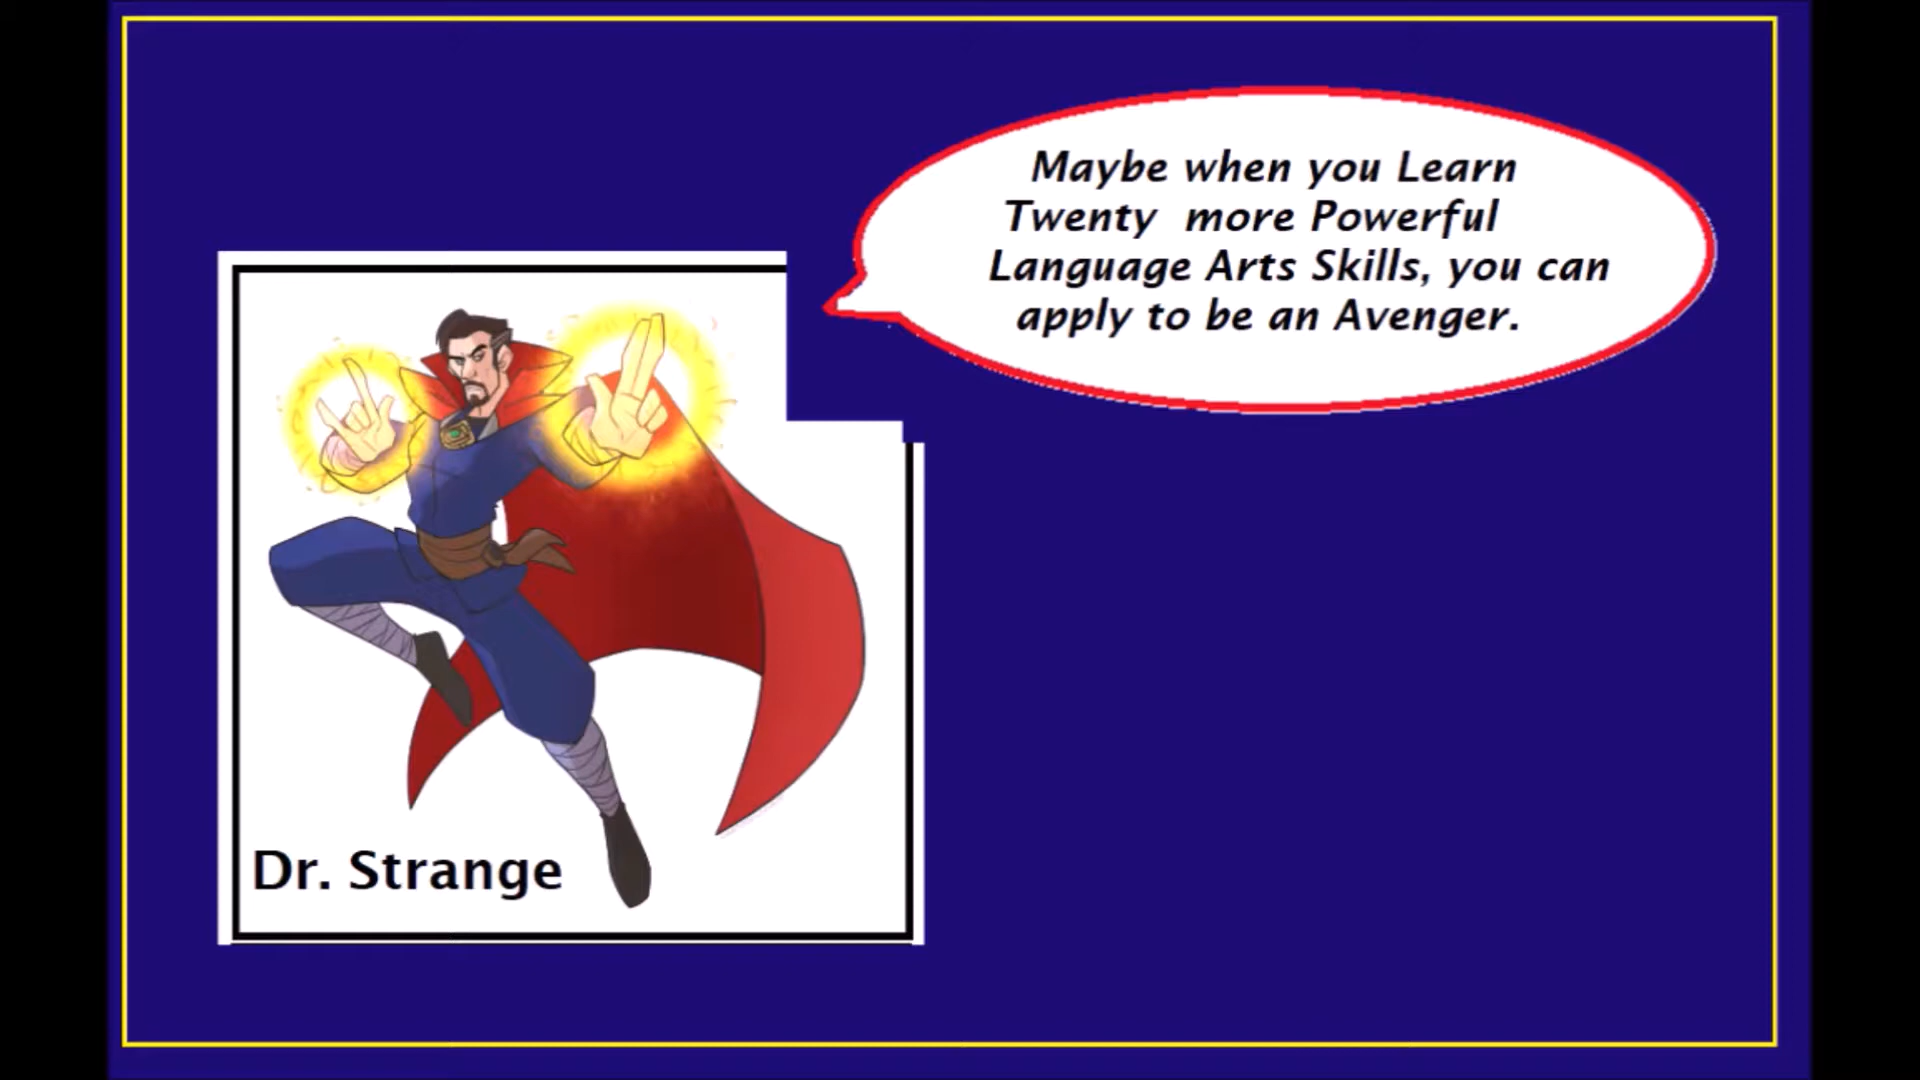 Maybe when you Learn
Twenty more Powerful
Language Arts Skills, you can
apply to be an Avenger.
Dr. Strange